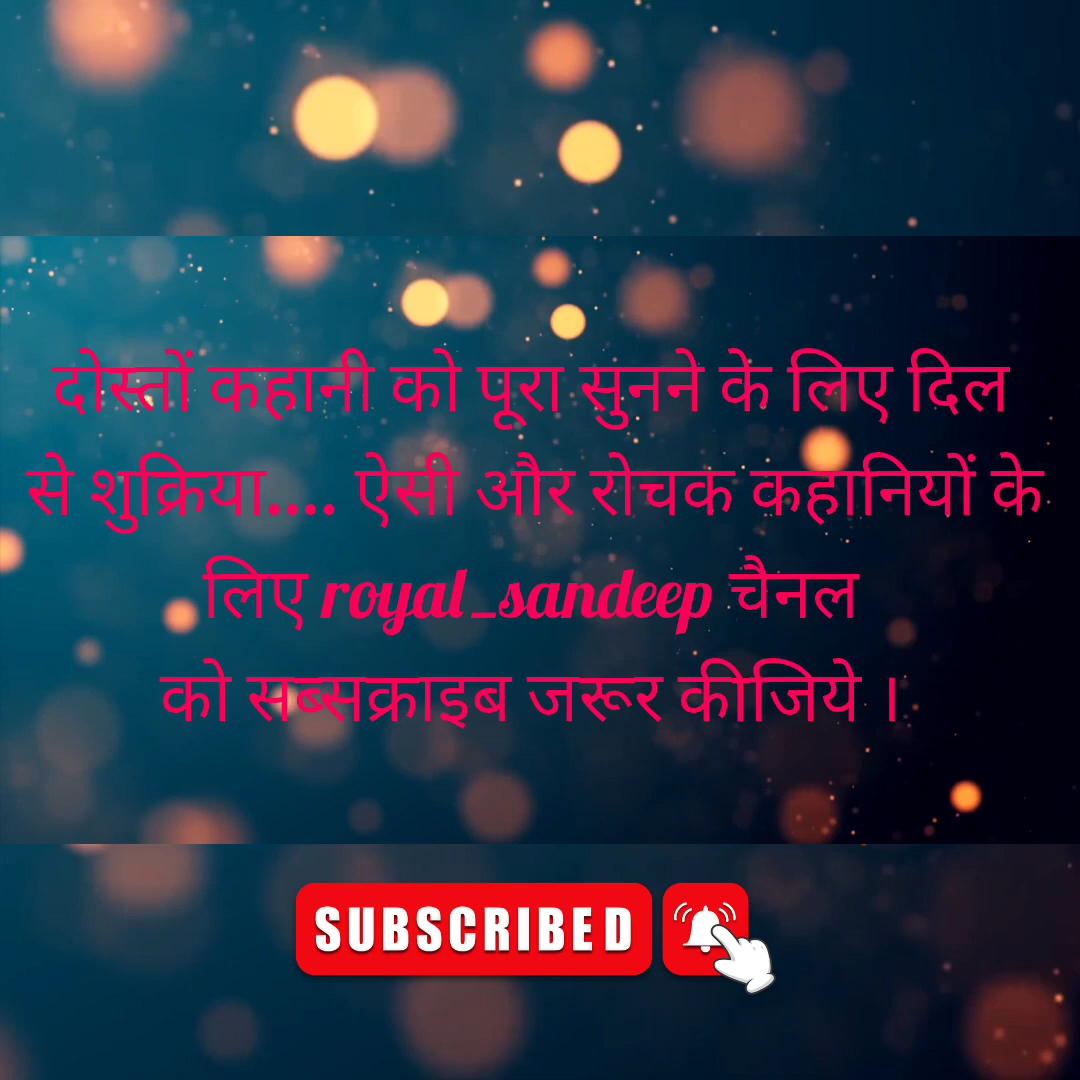 दोस्तों कहानी को पूरा सुनने के लिए दिल
से शुक्रिया.... ऐसी और रोचक कहानियों के
लिए royal_sandeep चैनल
को सब्सक्राइब जरूर कीजिये ।
SUBSCRIBED